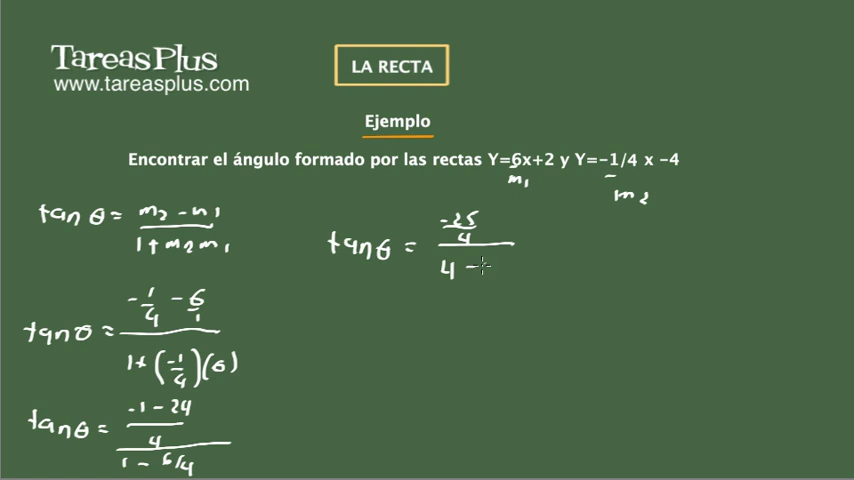 TareasPlus
www.tareasplus.com
LA RECTA
Ejemplo
Encontrar el ángulo formado por las rectas Y=6x+2 y Y=-1/4 x -4
m1
m2
tan θ = m2 - m1 / 1 + m2 m1
tan θ = -1/4 - 6/1 / 1 + (-1/4)(6)
tan θ = -1 - 24 / 4 / 1 - 6/4
tan θ = -25/4 / 4 -